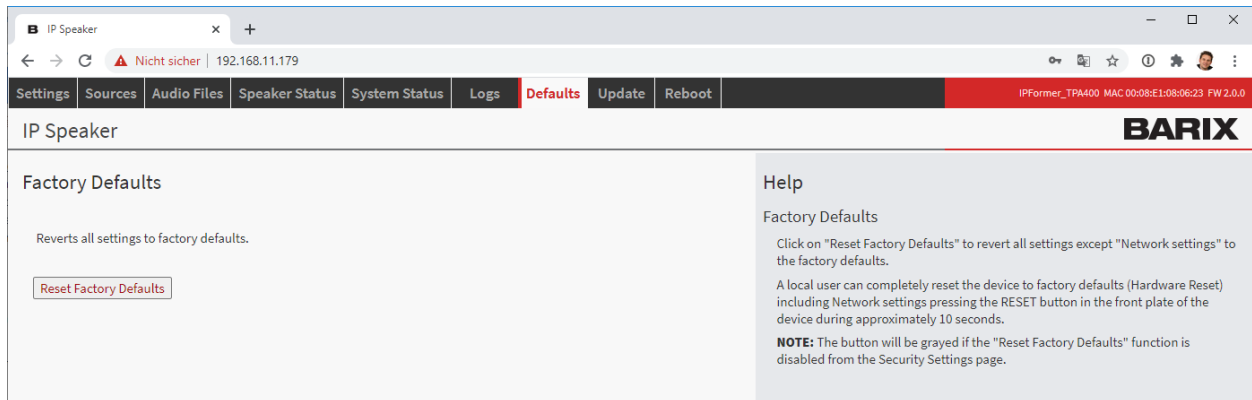 B IP Speaker
Nicht sicher | 192.168.11.179
Settings Sources Audio Files Speaker Status System Status Logs Defaults Update Reboot IPFormer_TPA400 MAC 00:08:E1:08:06:23 FW 2.0.0
IP Speaker BARIX
Factory Defaults
Reverts all settings to factory defaults.
Reset Factory Defaults
Help
Factory Defaults
Click on "Reset Factory Defaults" to revert all settings except "Network settings" to
the factory defaults.
A local user can completely reset the device to factory defaults (Hardware Reset)
including Network settings pressing the RESET button in the front plate of the
device during approximately 10 seconds.
NOTE: The button will be grayed if the "Reset Factory Defaults" function is
disabled from the Security Settings page.